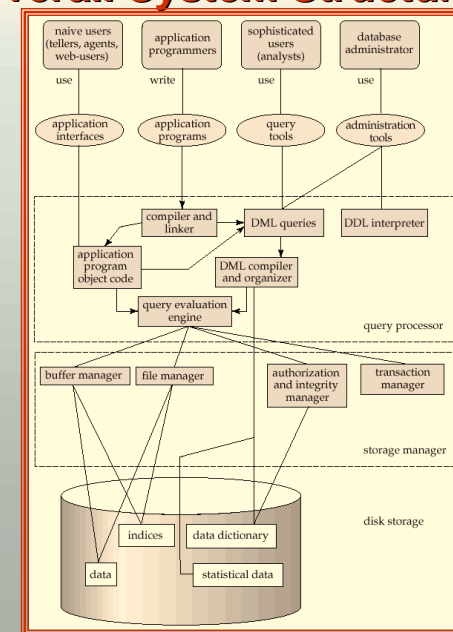 verall System Structur
naive users
(tellers, agents,
web-users)
application
programmers
sophisticated
users
(analysts)
database
administrator
use
write
use
use
application
interfaces
application
programs
query
tools
administration
tools
compiler and
linker
DML queries
DDL interpreter
application
program
object code
DML compiler
and organizer
query evaluation
engine
query processor
buffer manager
file manager
authorization
and integrity
manager
transaction
manager
storage manager
disk storage
indices
data dictionary
data
statistical data